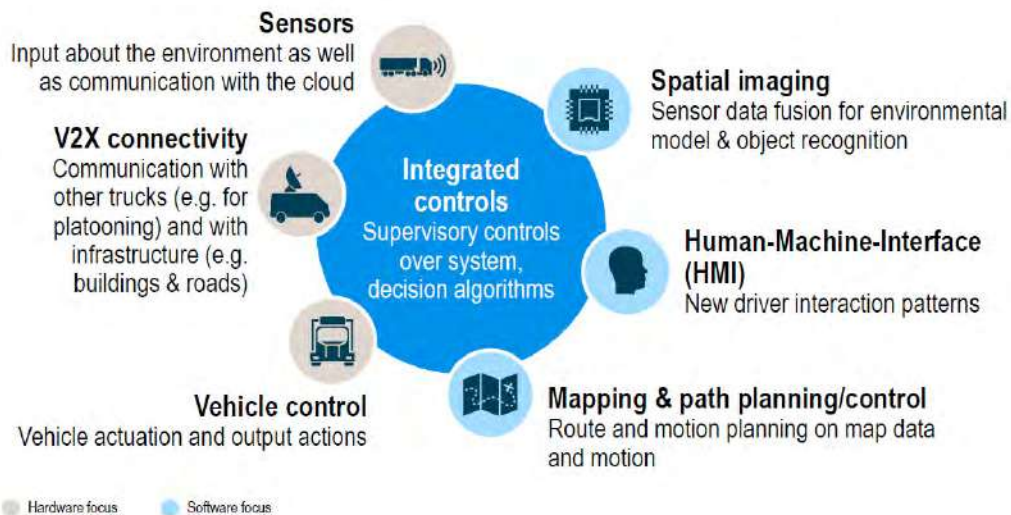 Sensors
Input about the environment as well
as communication with the cloud
V2X connectivity
Communication with
other trucks (e.g. for
platooning) and with
infrastructure (e.g.
buildings & roads)
Vehicle control
Vehicle actuation and output actions
Integrated
controls
Supervisory controls
over system,
decision algorithms
Spatial imaging
Sensor data fusion for environmental
model & object recognition
Human-Machine-Interface
(HMI)
New driver interaction patterns
Mapping & path planning/control
Route and motion planning on map data
and motion
Hardware focus
Software focus